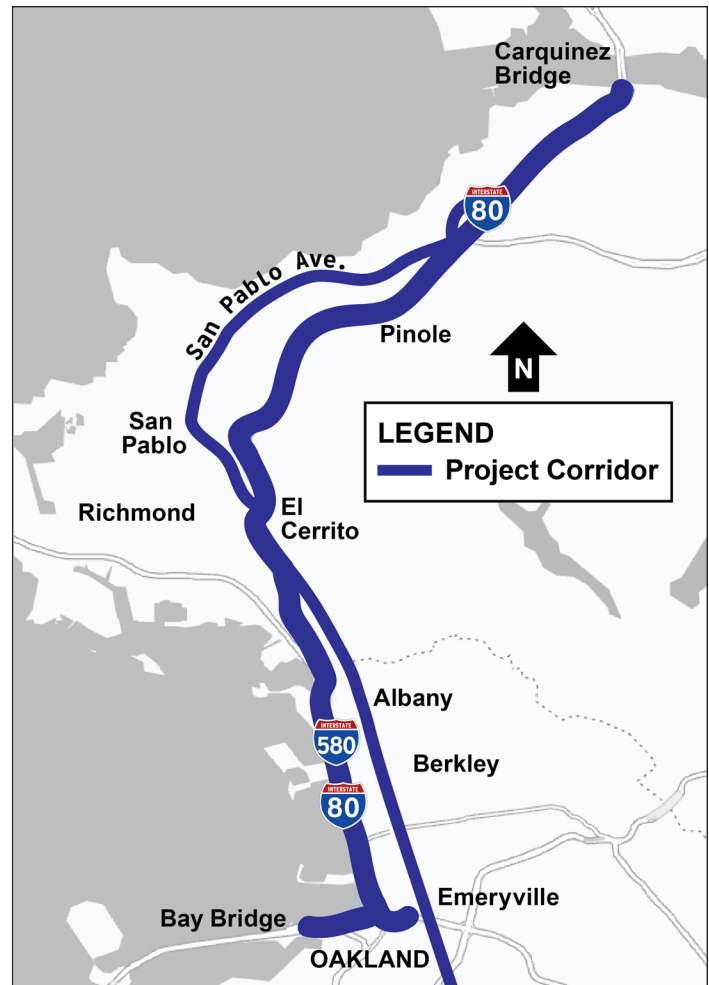 Carquinez
Bridge
INTERSTATE
80
San Pablo Ave.
Pinole
N
San
Pablo
LEGEND
Project Corridor
Richmond
El
Cerrito
Albany
INTERSTATE
580
Berkley
INTERSTATE
80
Emeryville
Bay Bridge
OAKLAND